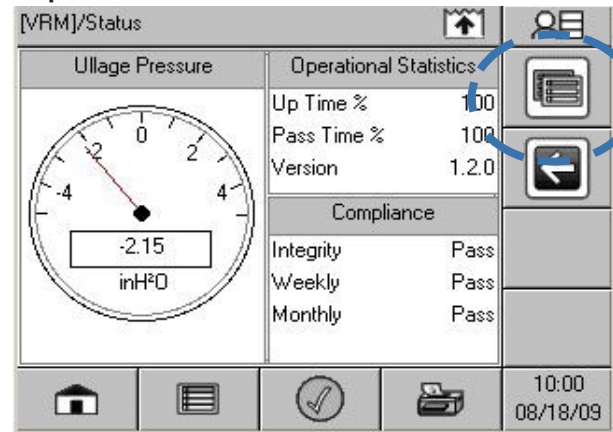 [VRM]/Status
Ullage Pressure
-4
-2
0
2
4
-2.15
inH²O
Operational Statistics
Up Time % 100
Pass Time % 100
Version 1.2.0
Compliance
Integrity Pass
Weekly Pass
Monthly Pass
10:00
08/18/09